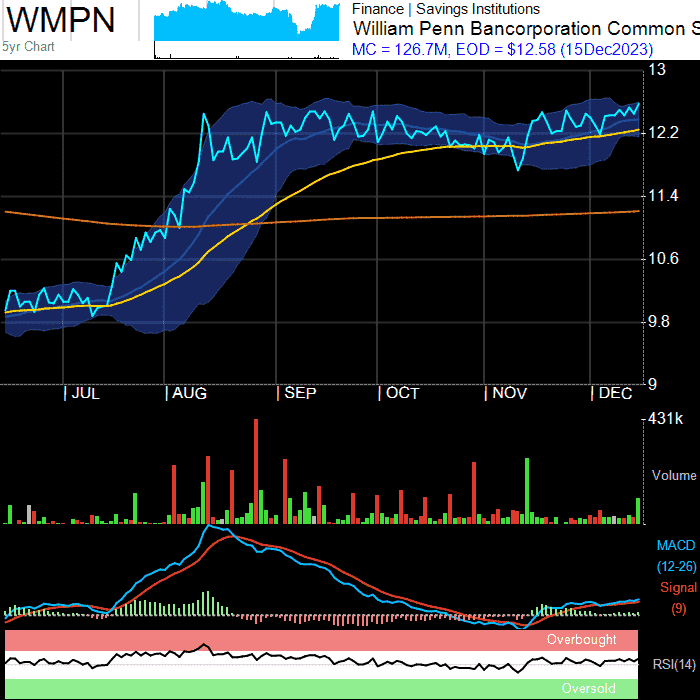 WMPN
5yr Chart
Finance | Savings Institutions
William Penn Bancorporation Common S
MC = 126.7M, EOD = $12.58 (15Dec2023)
13
12.2
11.4
10.6
9.8
9
| JUL | AUG | SEP | OCT | NOV | DEC
431k
Volume
MACD
(12-26)
Signal
(9)
Overbought
RSI(14)
Oversold